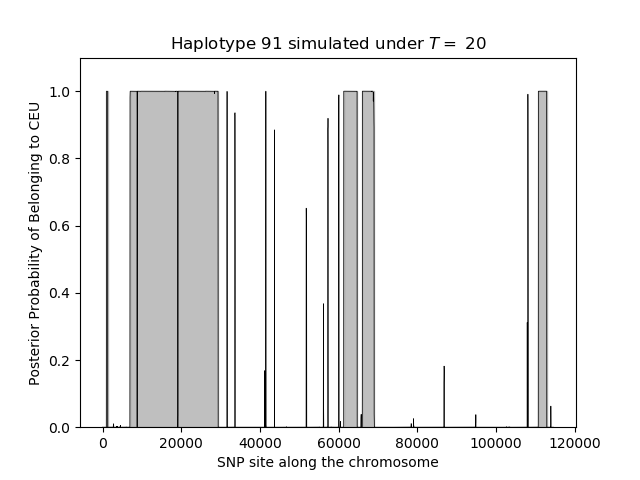 Haplotype 91 simulated under T = 20
Posterior Probability of Belonging to CEU
1.0
0.8
0.6
0.4
0.2
0.0
0 20000 40000 60000 80000 100000 120000
SNP site along the chromosome